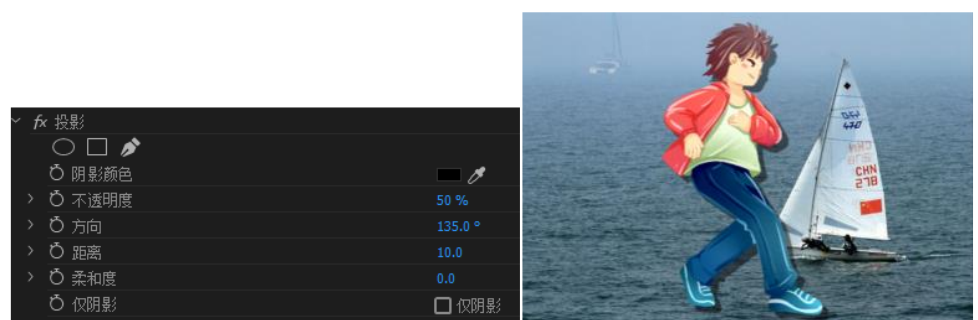 fx 投影
阴影颜色
不透明度 50 %
方向 135.0 °
距离 10.0
柔和度 0.0
仅阴影 仅阴影
470
CHN
278